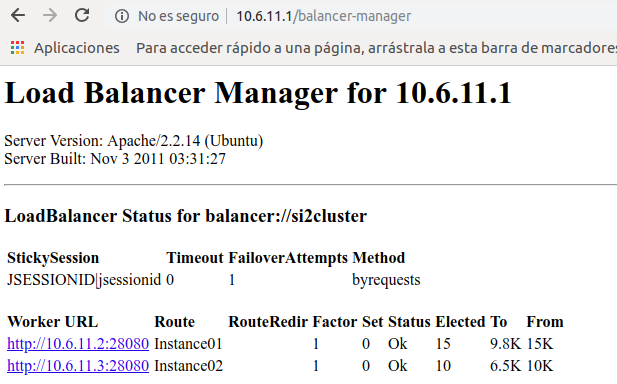 No es seguro | 10.6.11.1/balancer-manager
Aplicaciones Para acceder rápido a una página, arrástrala a esta barra de marcadores
Load Balancer Manager for 10.6.11.1
Server Version: Apache/2.2.14 (Ubuntu)
Server Built: Nov 3 2011 03:31:27
LoadBalancer Status for balancer://si2cluster
StickySession Timeout FailoverAttempts Method
JSESSIONID|jsessionid 0 1 byrequests
Worker URL Route RouteRedir Factor Set Status Elected To From
http://10.6.11.2:28080 Instance01 1 0 Ok 15 9.8K 15K
http://10.6.11.3:28080 Instance02 1 0 Ok 10 6.5K 10K